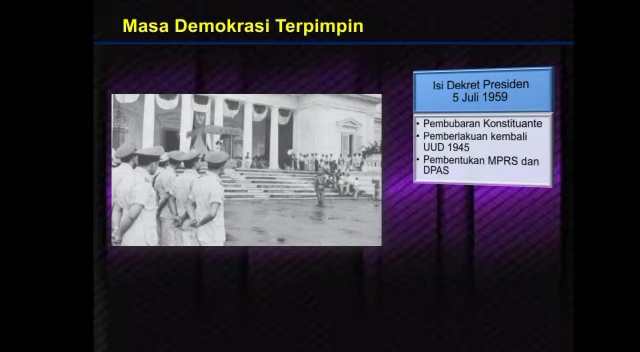 Masa Demokrasi Terpimpin
Isi Dekret Presiden
5 Juli 1959
• Pembubaran Konstituante
• Pemberlakuan kembali
UUD 1945
• Pembentukan MPRS dan
DPAS